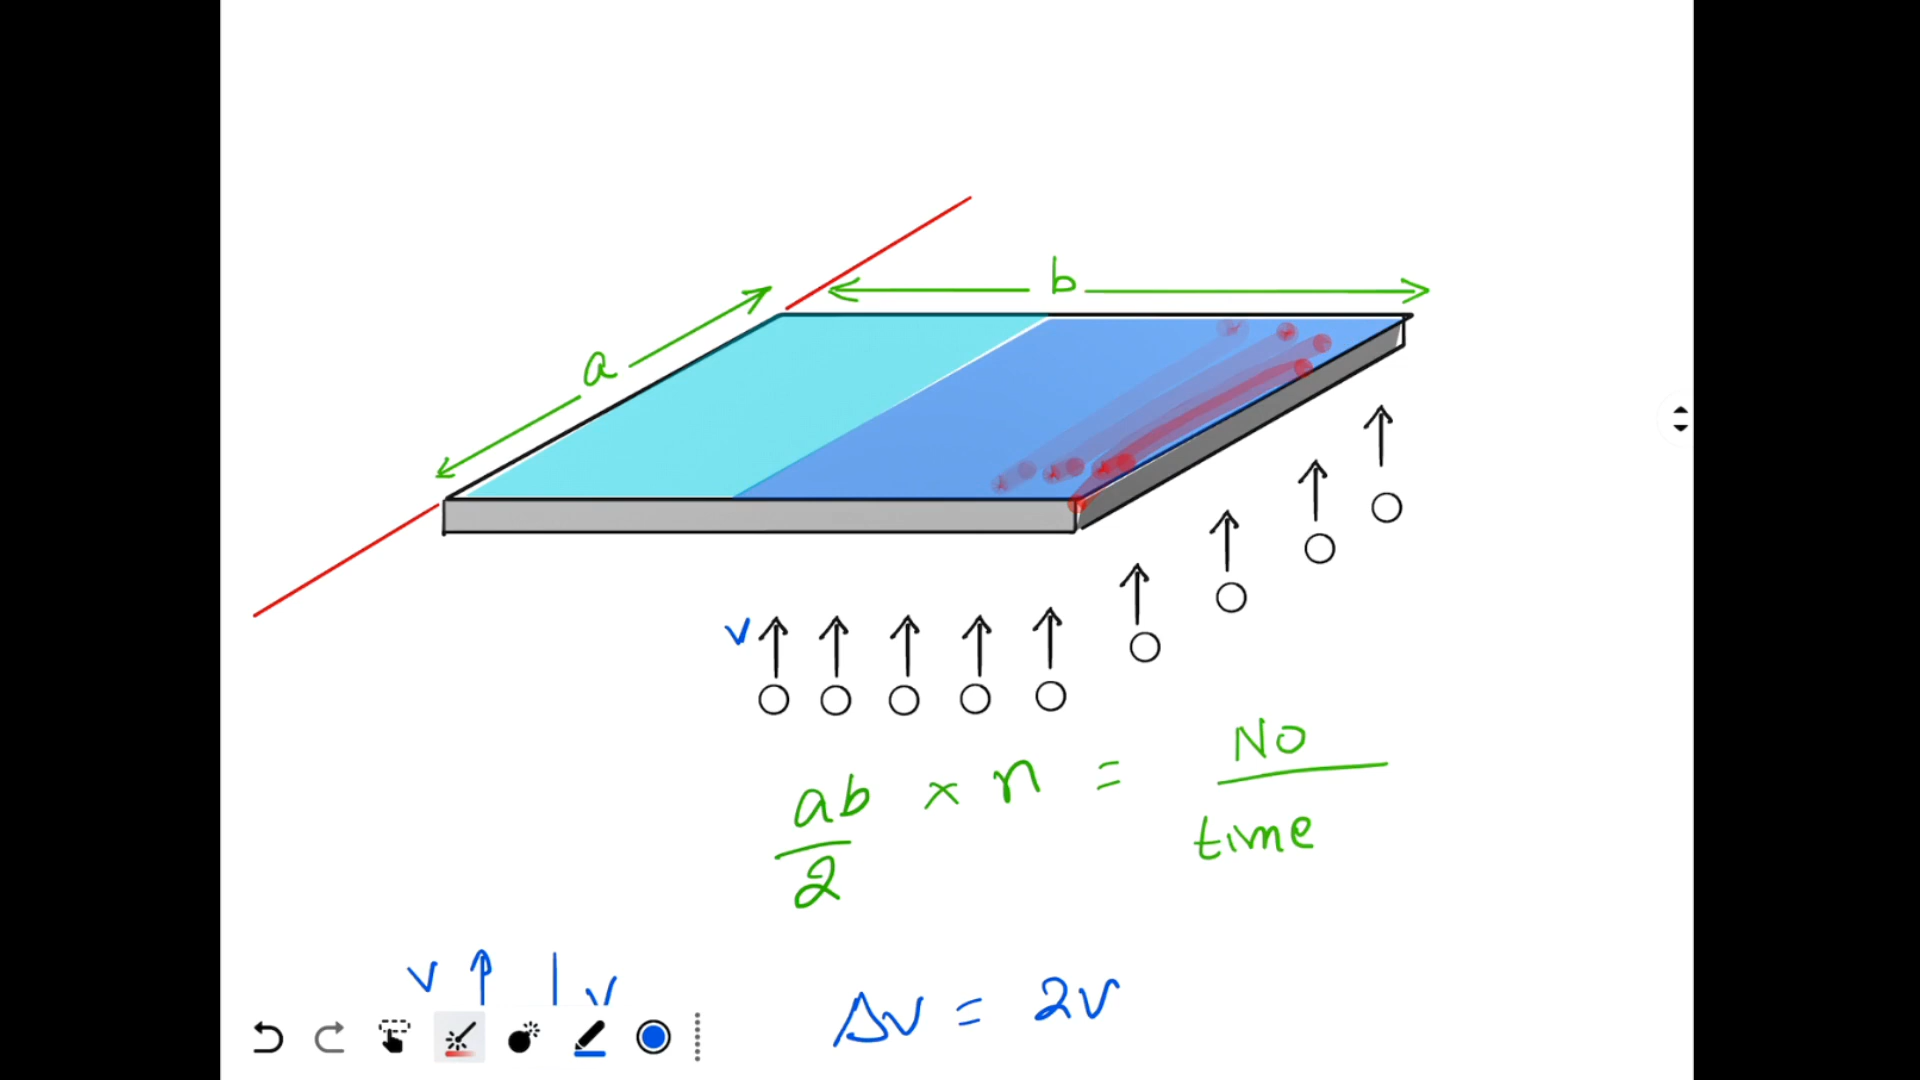 b
a
v
ab/2 × n = No/time
v v
Δv = 2v